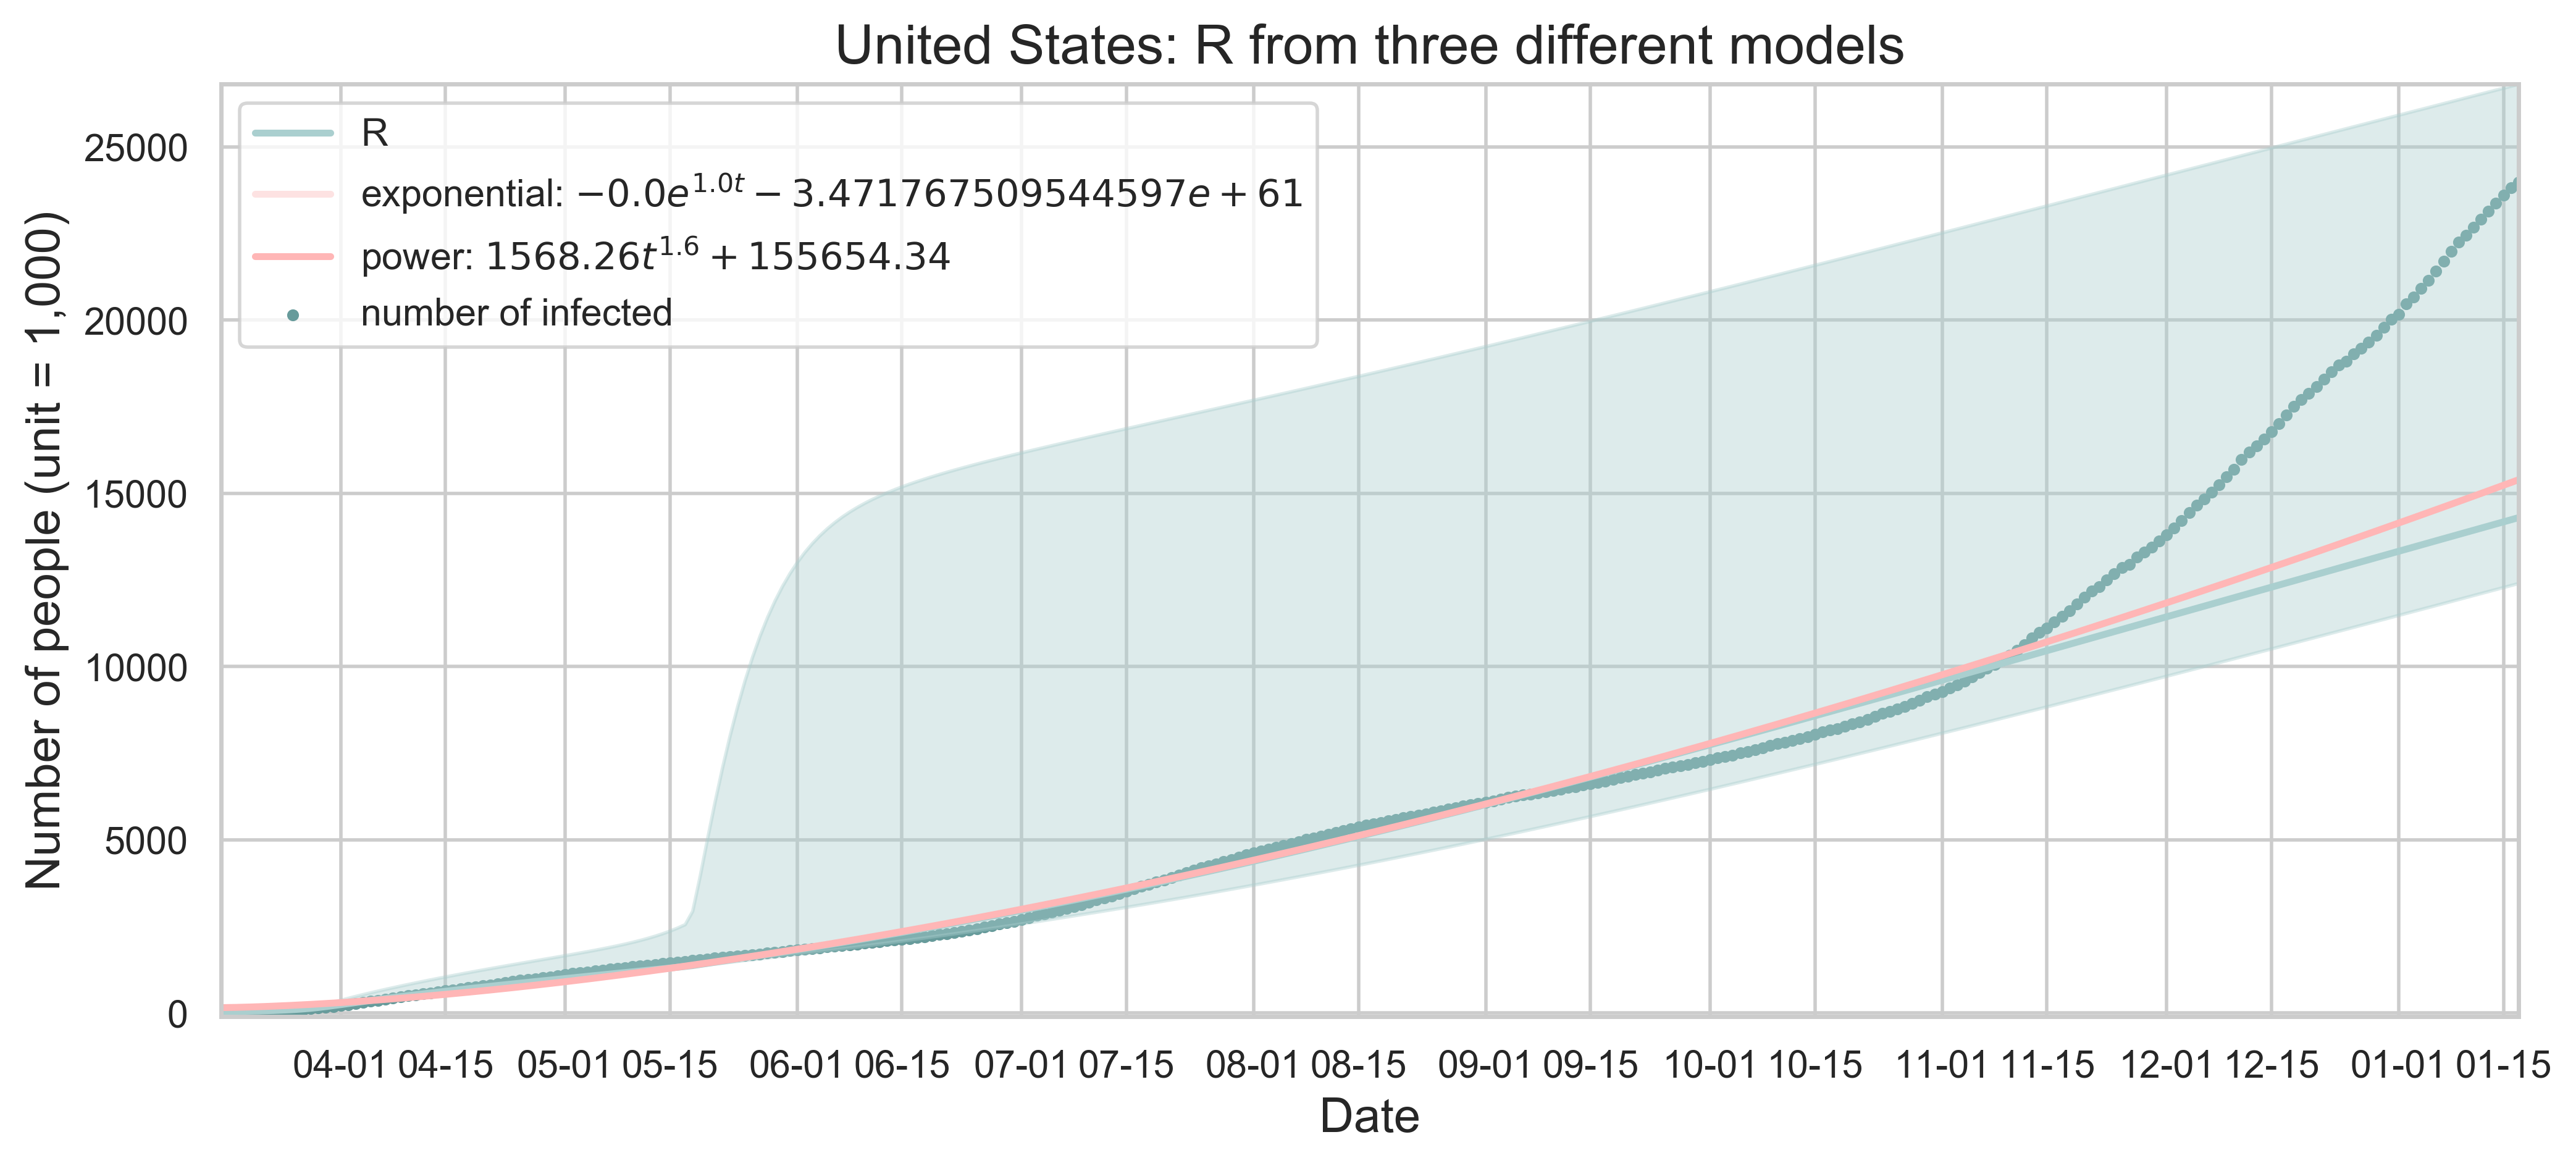 United States: R from three different models
R
exponential: −0.0e^{1.0t} − 3.4717675095445​97e + 61
power: 1568.26t^{1.6} + 155654.34
number of infected
Number of people (unit = 1,000)
25000
20000
15000
10000
5000
0
04-01 04-15 05-01 05-15 06-01 06-15 07-01 07-15 08-01 08-15 09-01 09-15 10-01 10-15 11-01 11-15 12-01 12-15 01-01 01-15
Date